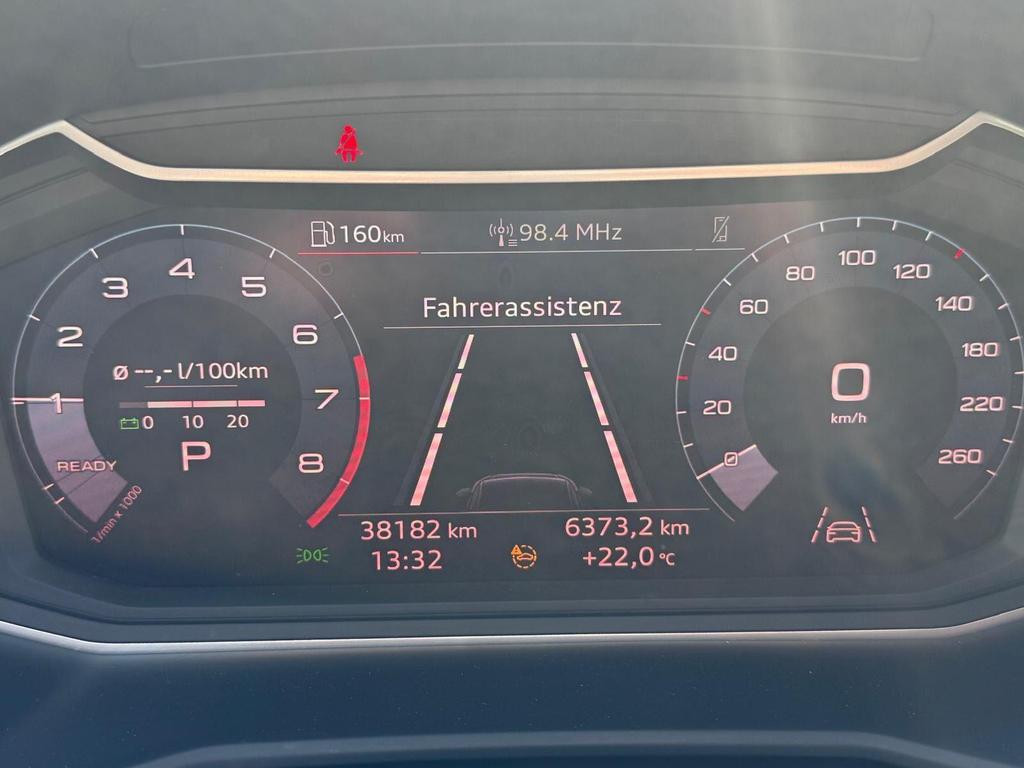 160km
98.4 MHz
Fahrerassistenz
1
2
3
4
5
6
7
8
ø --,- l/100km
0 10 20
P
READY
1/min x 1000
0
20
40
60
80
100
120
140
180
220
260
0
km/h
38182 km
6373,2 km
13:32
+22,0 °C